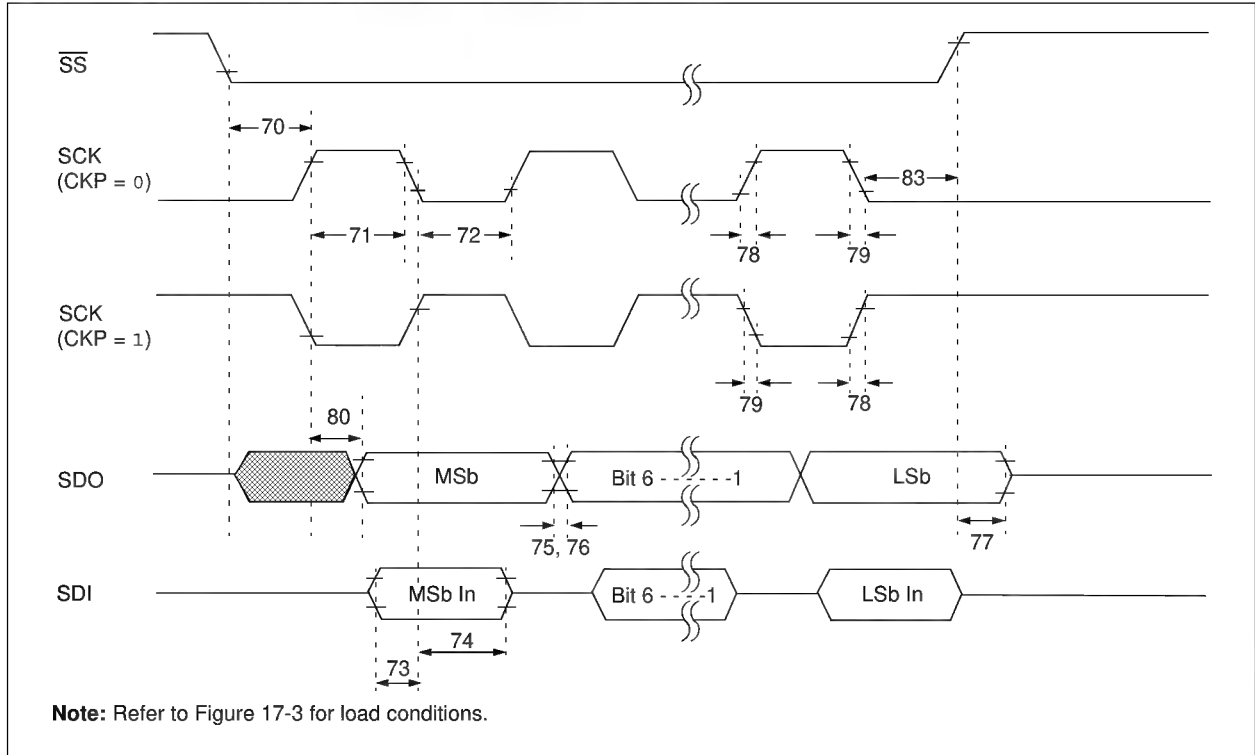 SS
70
SCK
(CKP = 0)
83
71
72
78
79
SCK
(CKP = 1)
79
78
80
SDO
MSb
Bit 6 - - - - - -1
LSb
75, 76
77
SDI
MSb In
Bit 6 - - - - -1
LSb In
74
73
Note: Refer to Figure 17-3 for load conditions.